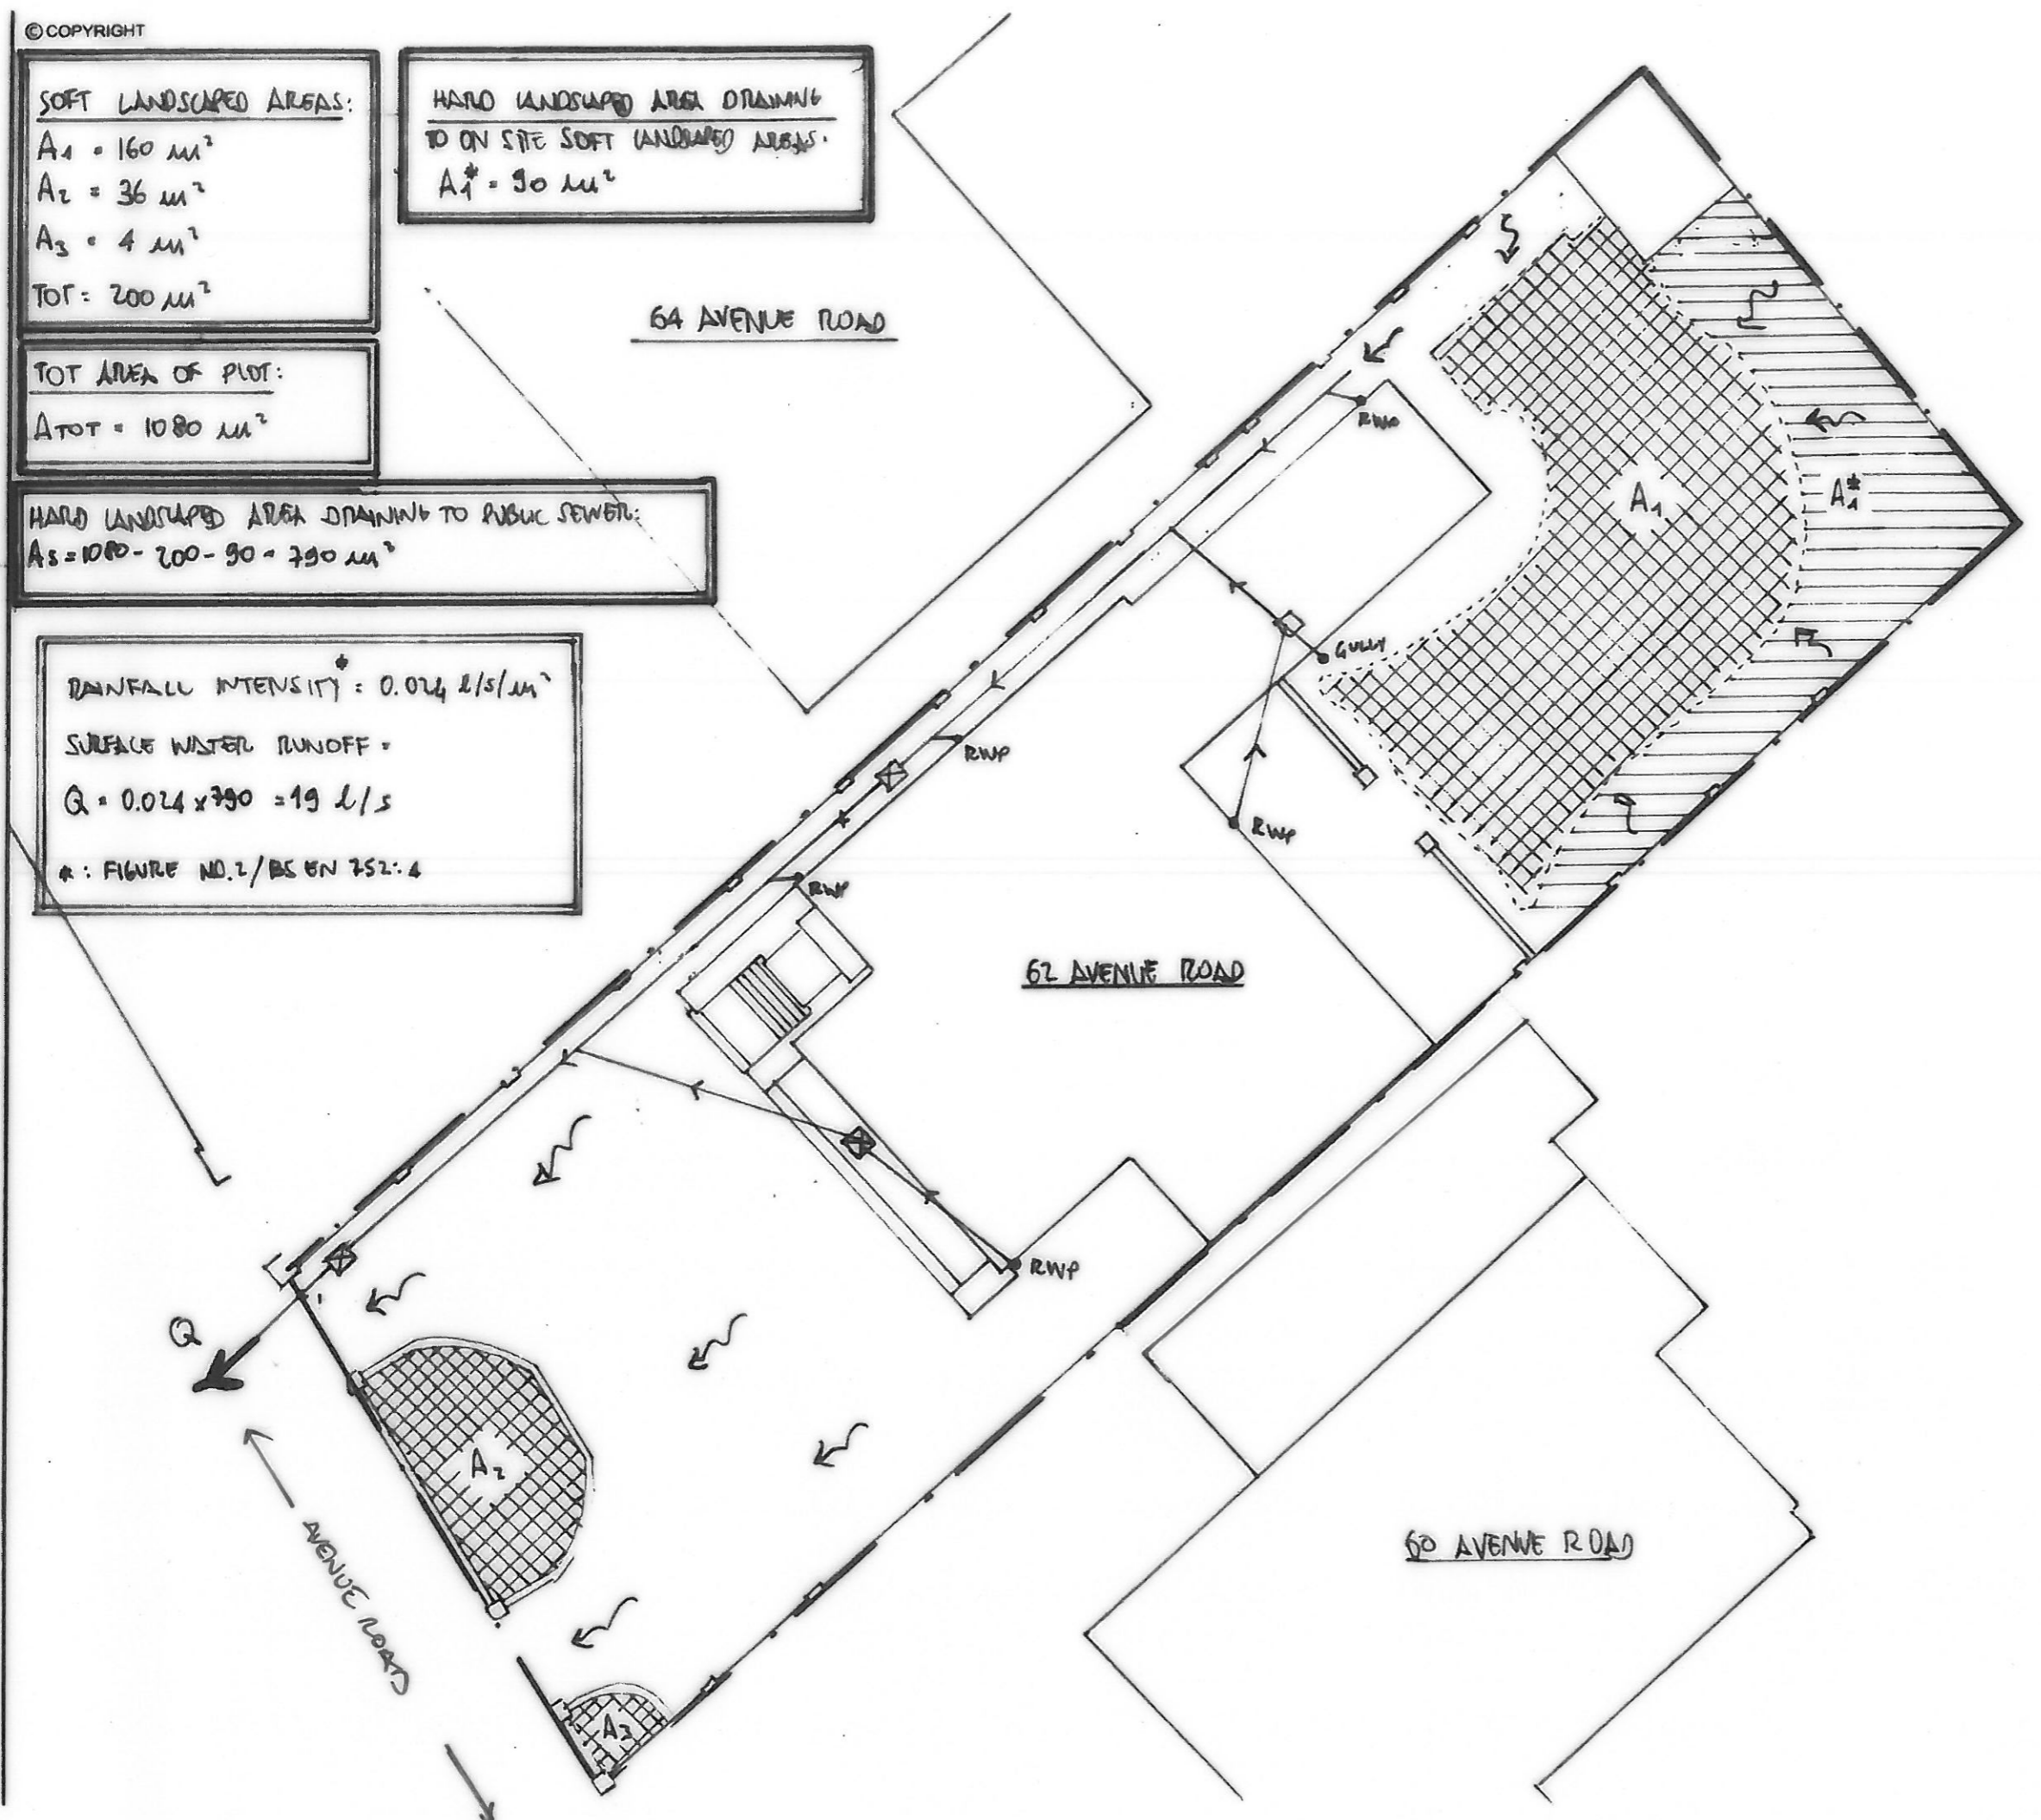 © COPYRIGHT
SOFT LANDSCAPED AREAS:
A1 = 160 m²
A2 = 36 m²
A3 = 4 m²
TOT = 200 m²
HARD LANDSCAPED AREA DRAINING
TO ON SITE SOFT LANDSCAPED AREAS.
A1* = 90 m²
TOT AREA OF PLOT:
ATOT = 1080 m²
HARD LANDSCAPED AREA DRAINING TO PUBLIC SEWER:
AS = 1080 - 200 - 90 = 790 m²
RAINFALL INTENSITY* = 0.024 l/s/m²
SURFACE WATER RUNOFF =
Q = 0.024 x 790 = 19 l/s
* : FIGURE NO.2/BS EN 752:4
64 AVENUE ROAD
RWP
A1
A1*
GULLY
RWP
RWP
RWP
62 AVENUE ROAD
RWP
Q
A2
AVENUE ROAD
60 AVENUE ROAD
A3